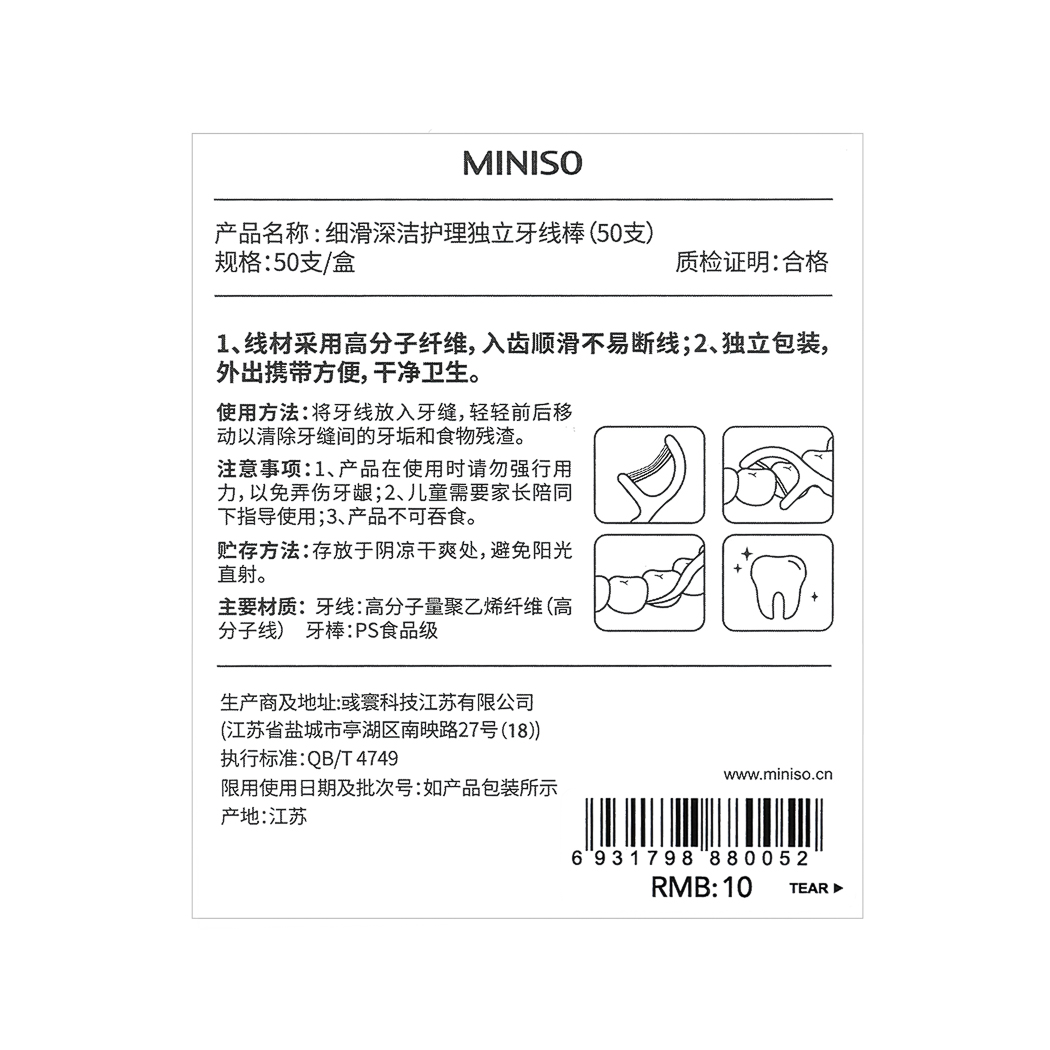 MINISO
产品名称：细滑深洁护理独立牙线棒（50支）
规格：50支/盒 质检证明：合格
1、线材采用高分子纤维，入齿顺滑不易断线；2、独立包装，
外出携带方便，干净卫生。
使用方法：将牙线放入牙缝，轻轻前后移
动以清除牙缝间的牙垢和食物残渣。
注意事项：1、产品在使用时请勿强行用
力，以免弄伤牙龈；2、儿童需要家长陪同
下指导使用；3、产品不可吞食。
贮存方法：存放于阴凉干爽处，避免阳光
直射。
主要材质： 牙线：高分子量聚乙烯纤维（高
分子线） 牙棒：PS食品级
生产商及地址:彧寰科技江苏有限公司
(江苏省盐城市亭湖区南映路27号（18）)
执行标准：QB/T 4749
限用使用日期及批次号：如产品包装所示
产地：江苏
www.miniso.cn
6 931798 880052
RMB: 10 TEAR ▶